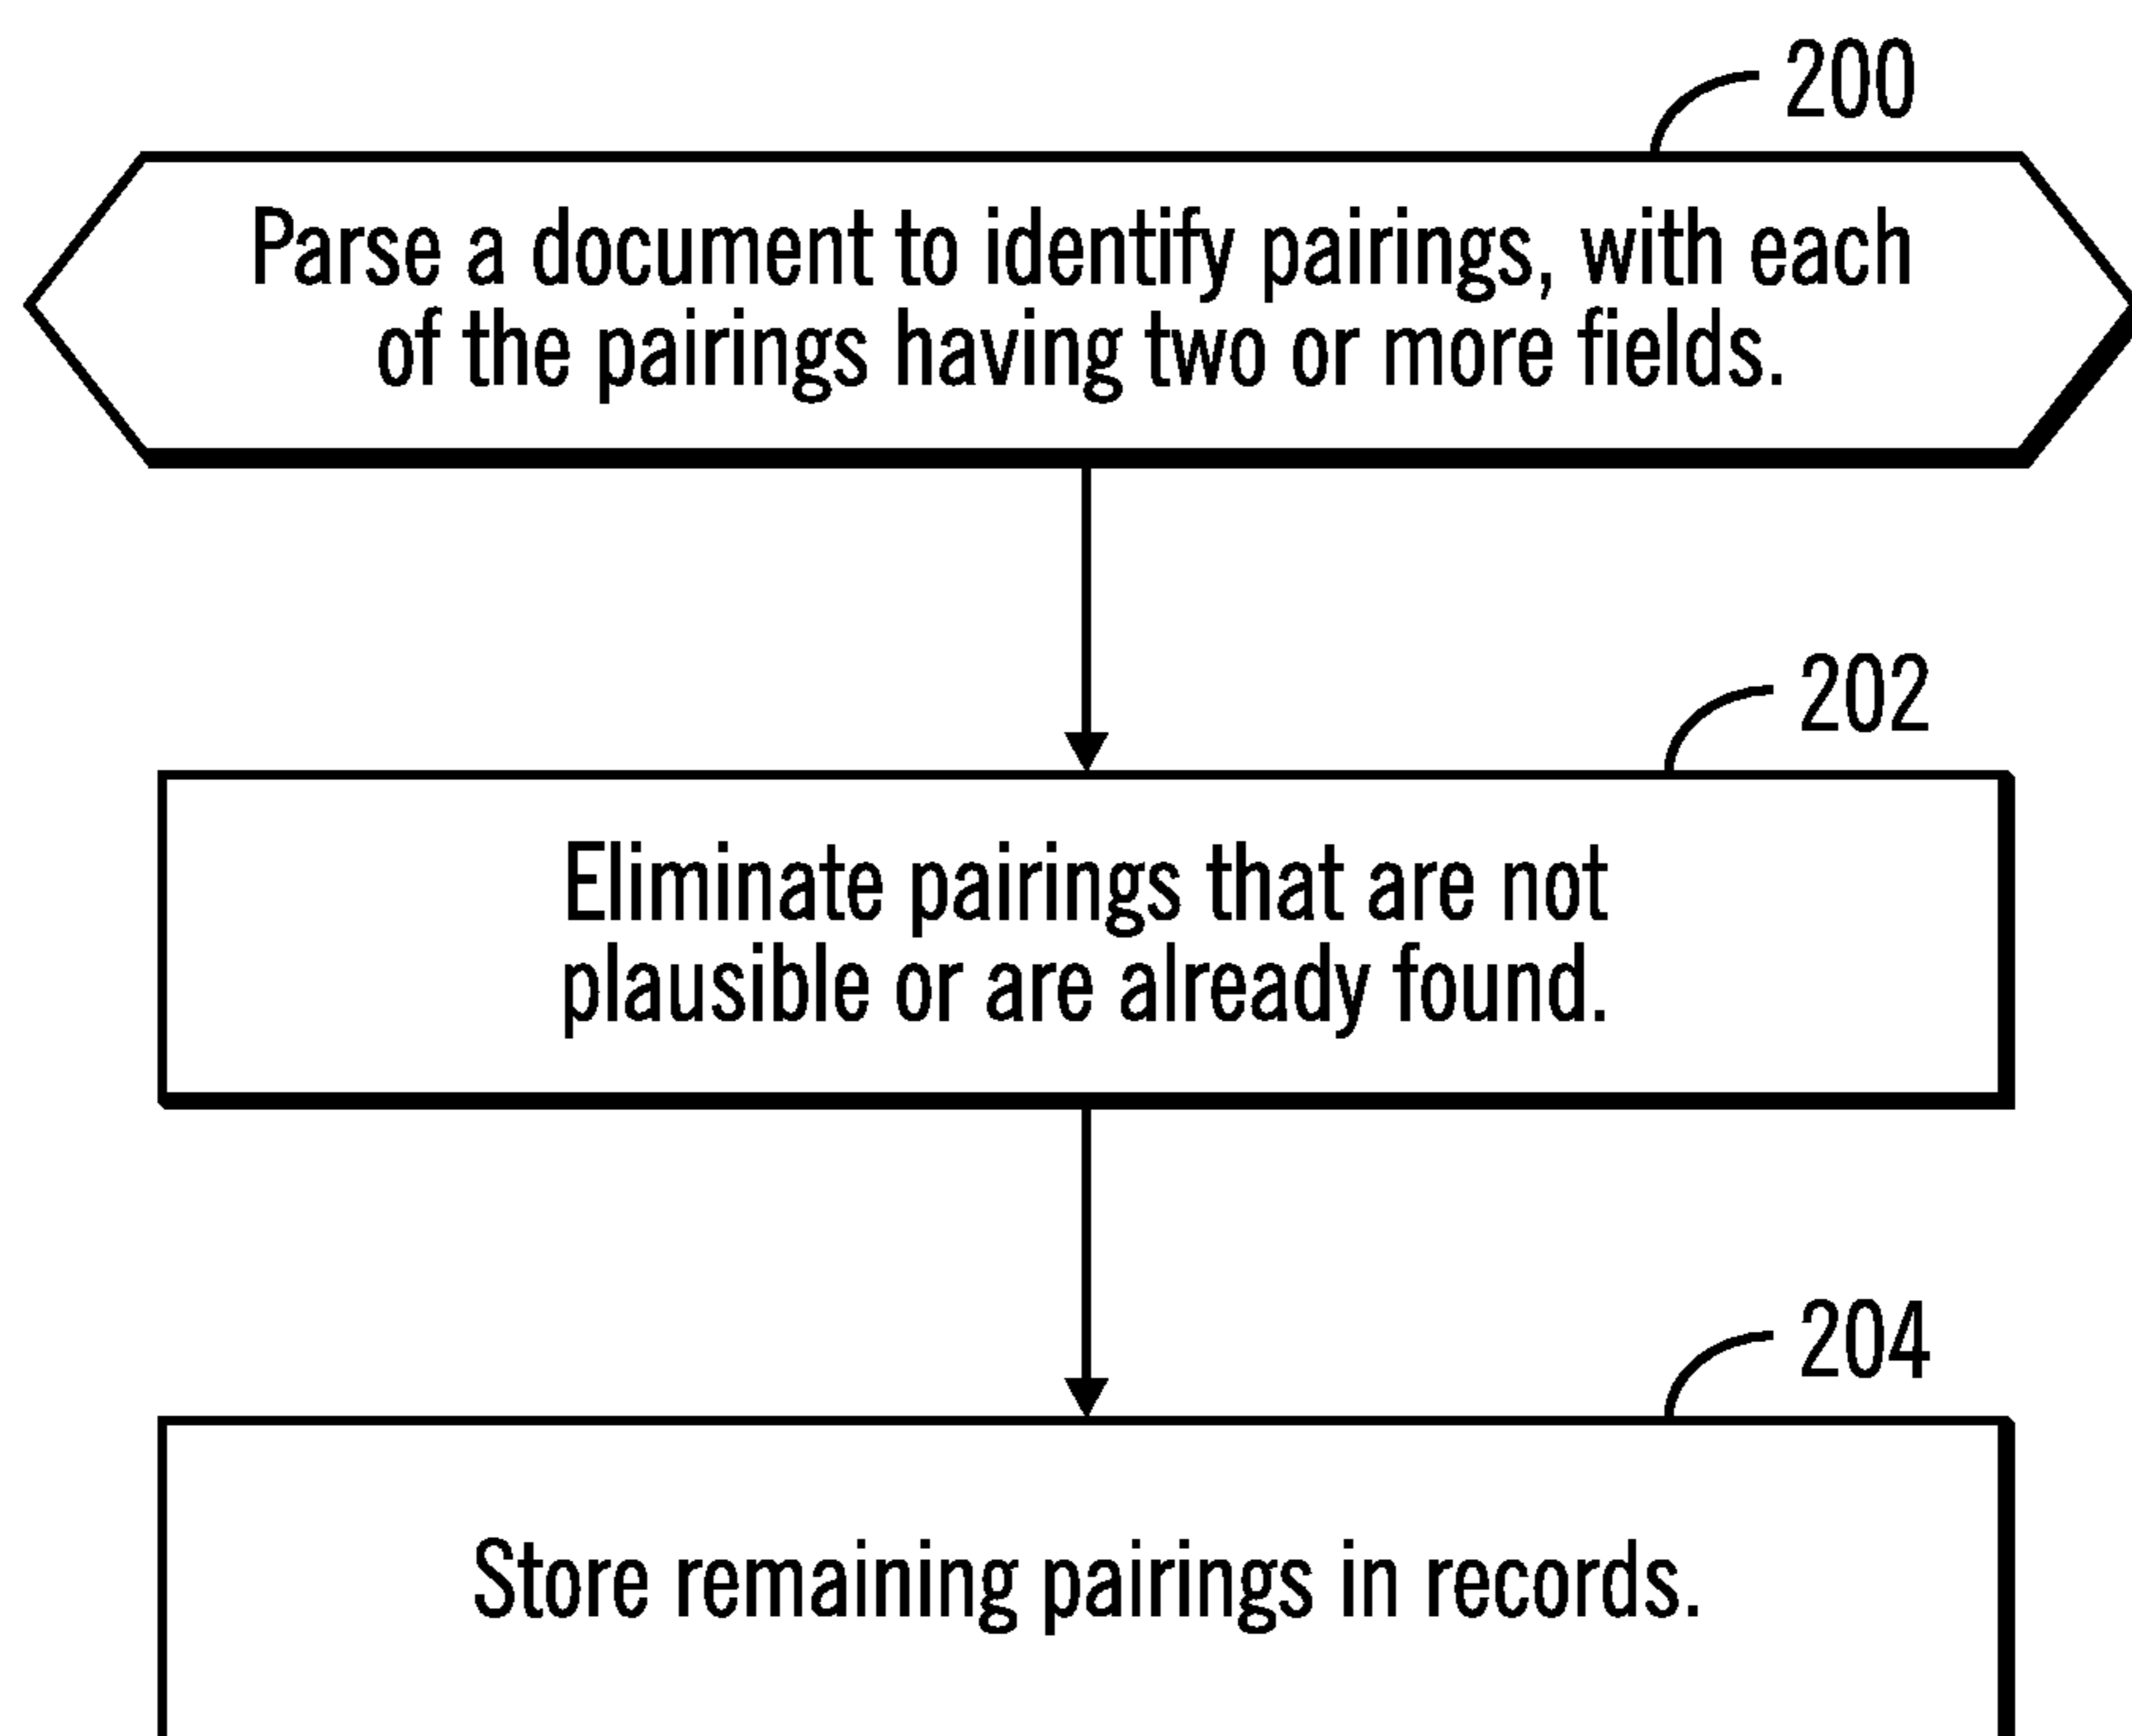 200
Parse a document to identify pairings, with each
of the pairings having two or more fields.
202
Eliminate pairings that are not
plausible or are already found.
204
Store remaining pairings in records.